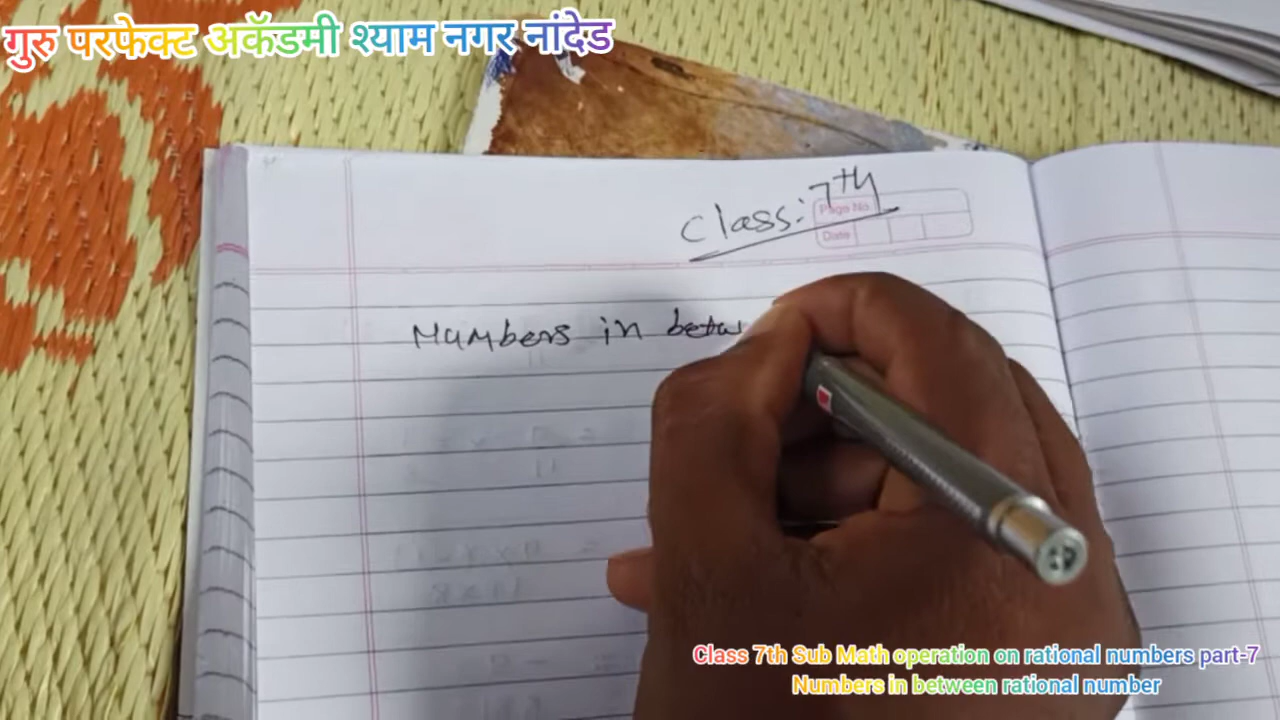 गुरु परफेक्ट अकॅडमी श्याम नगर नांदेड
Class: 7th
Page No.
Date
Numbers in betw
Class 7th Sub Math operation on rational numbers part-7
Numbers in between rational number